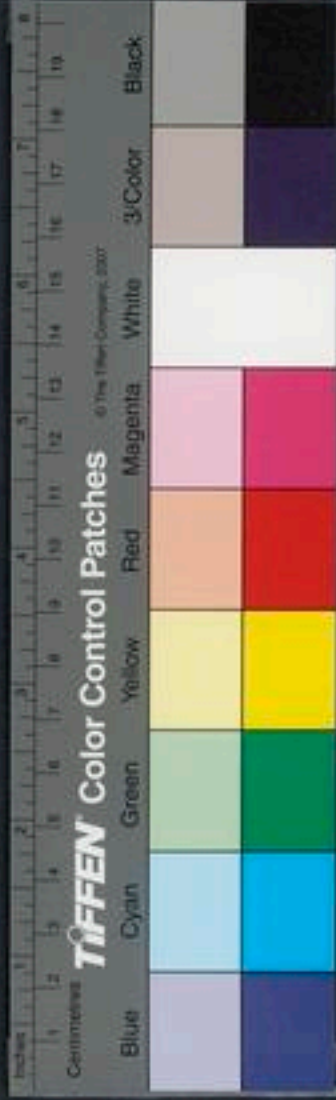 Inches 1 2 3 4 5 6 7 8
Centimetres 1 2 3 4 5 6 7 8 9 10 11 12 13 14 15 16 17 18 19
TIFFEN® Color Control Patches © The Tiffen Company, 2007
Blue Cyan Green Yellow Red Magenta White 3/Color Black